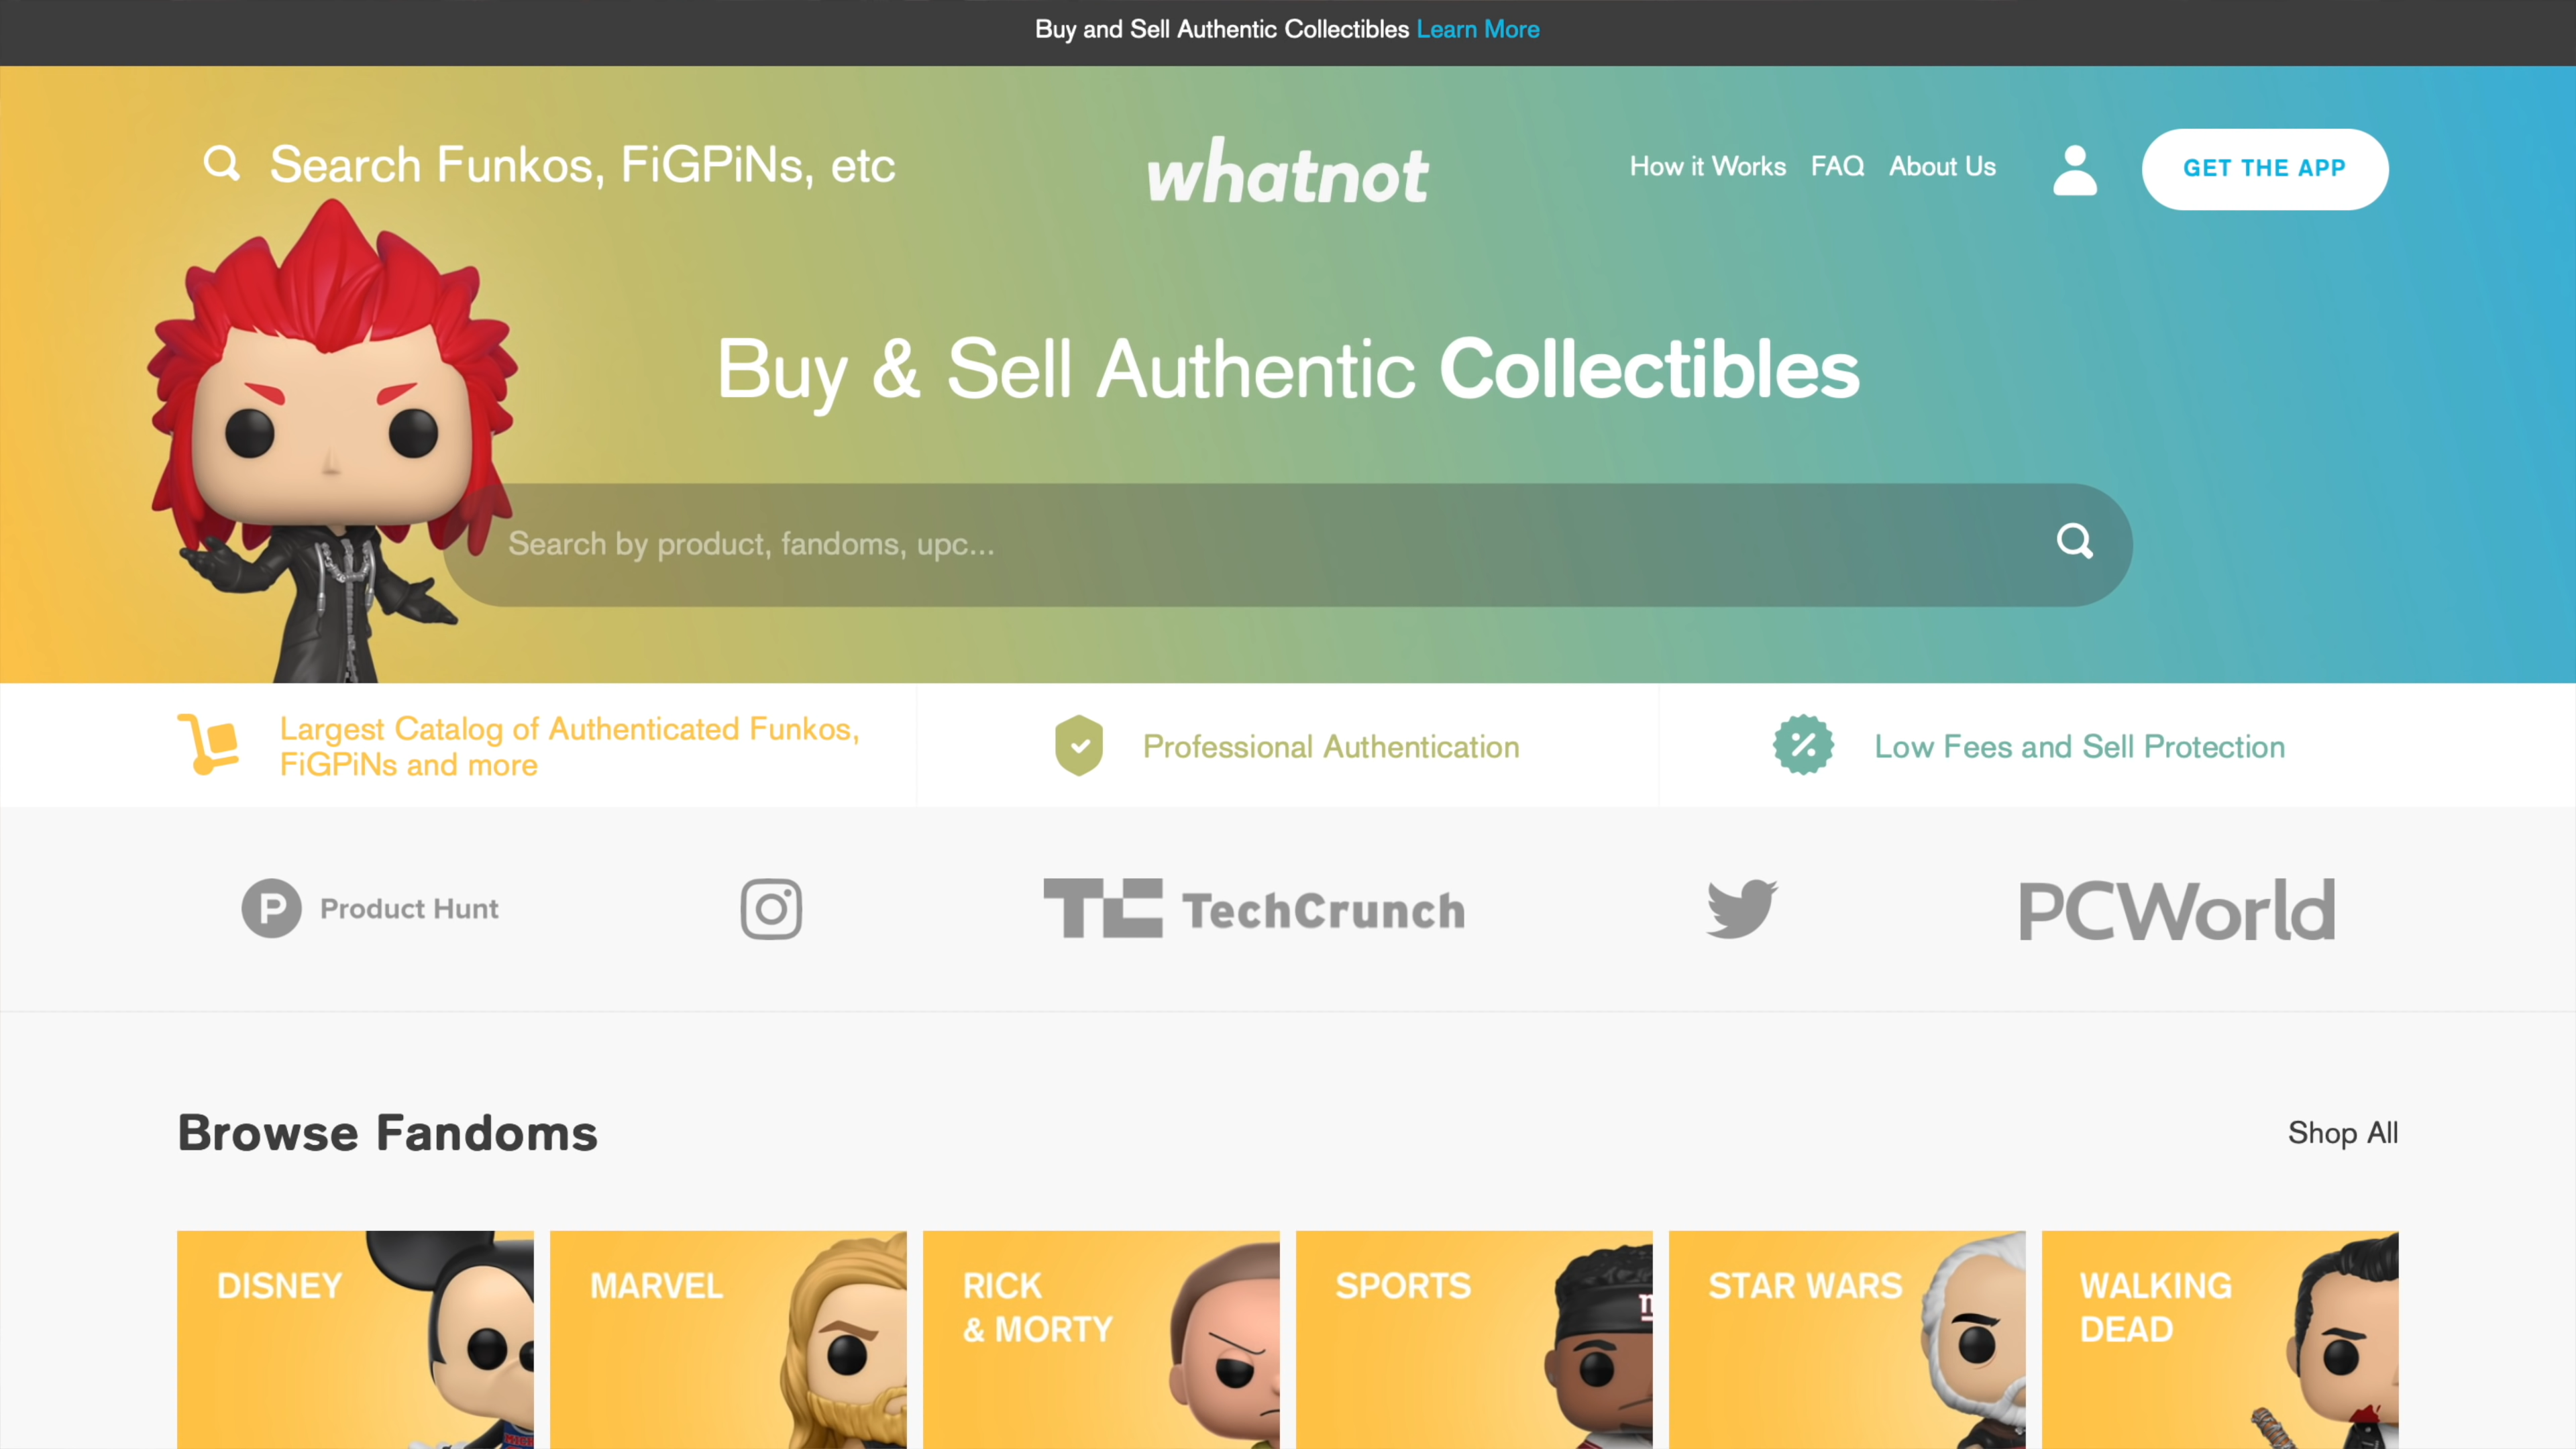 Buy and Sell Authentic Collectibles Learn More
Search Funkos, FiGPiNs, etc
whatnot
How it Works FAQ About Us
GET THE APP
Buy & Sell Authentic Collectibles
Search by product, fandoms, upc...
Largest Catalog of Authenticated Funkos,
FiGPiNs and more
Professional Authentication
Low Fees and Sell Protection
P Product Hunt
TC TechCrunch
PCWorld
Browse Fandoms
Shop All
DISNEY
MARVEL
RICK
& MORTY
SPORTS
STAR WARS
WALKING
DEAD